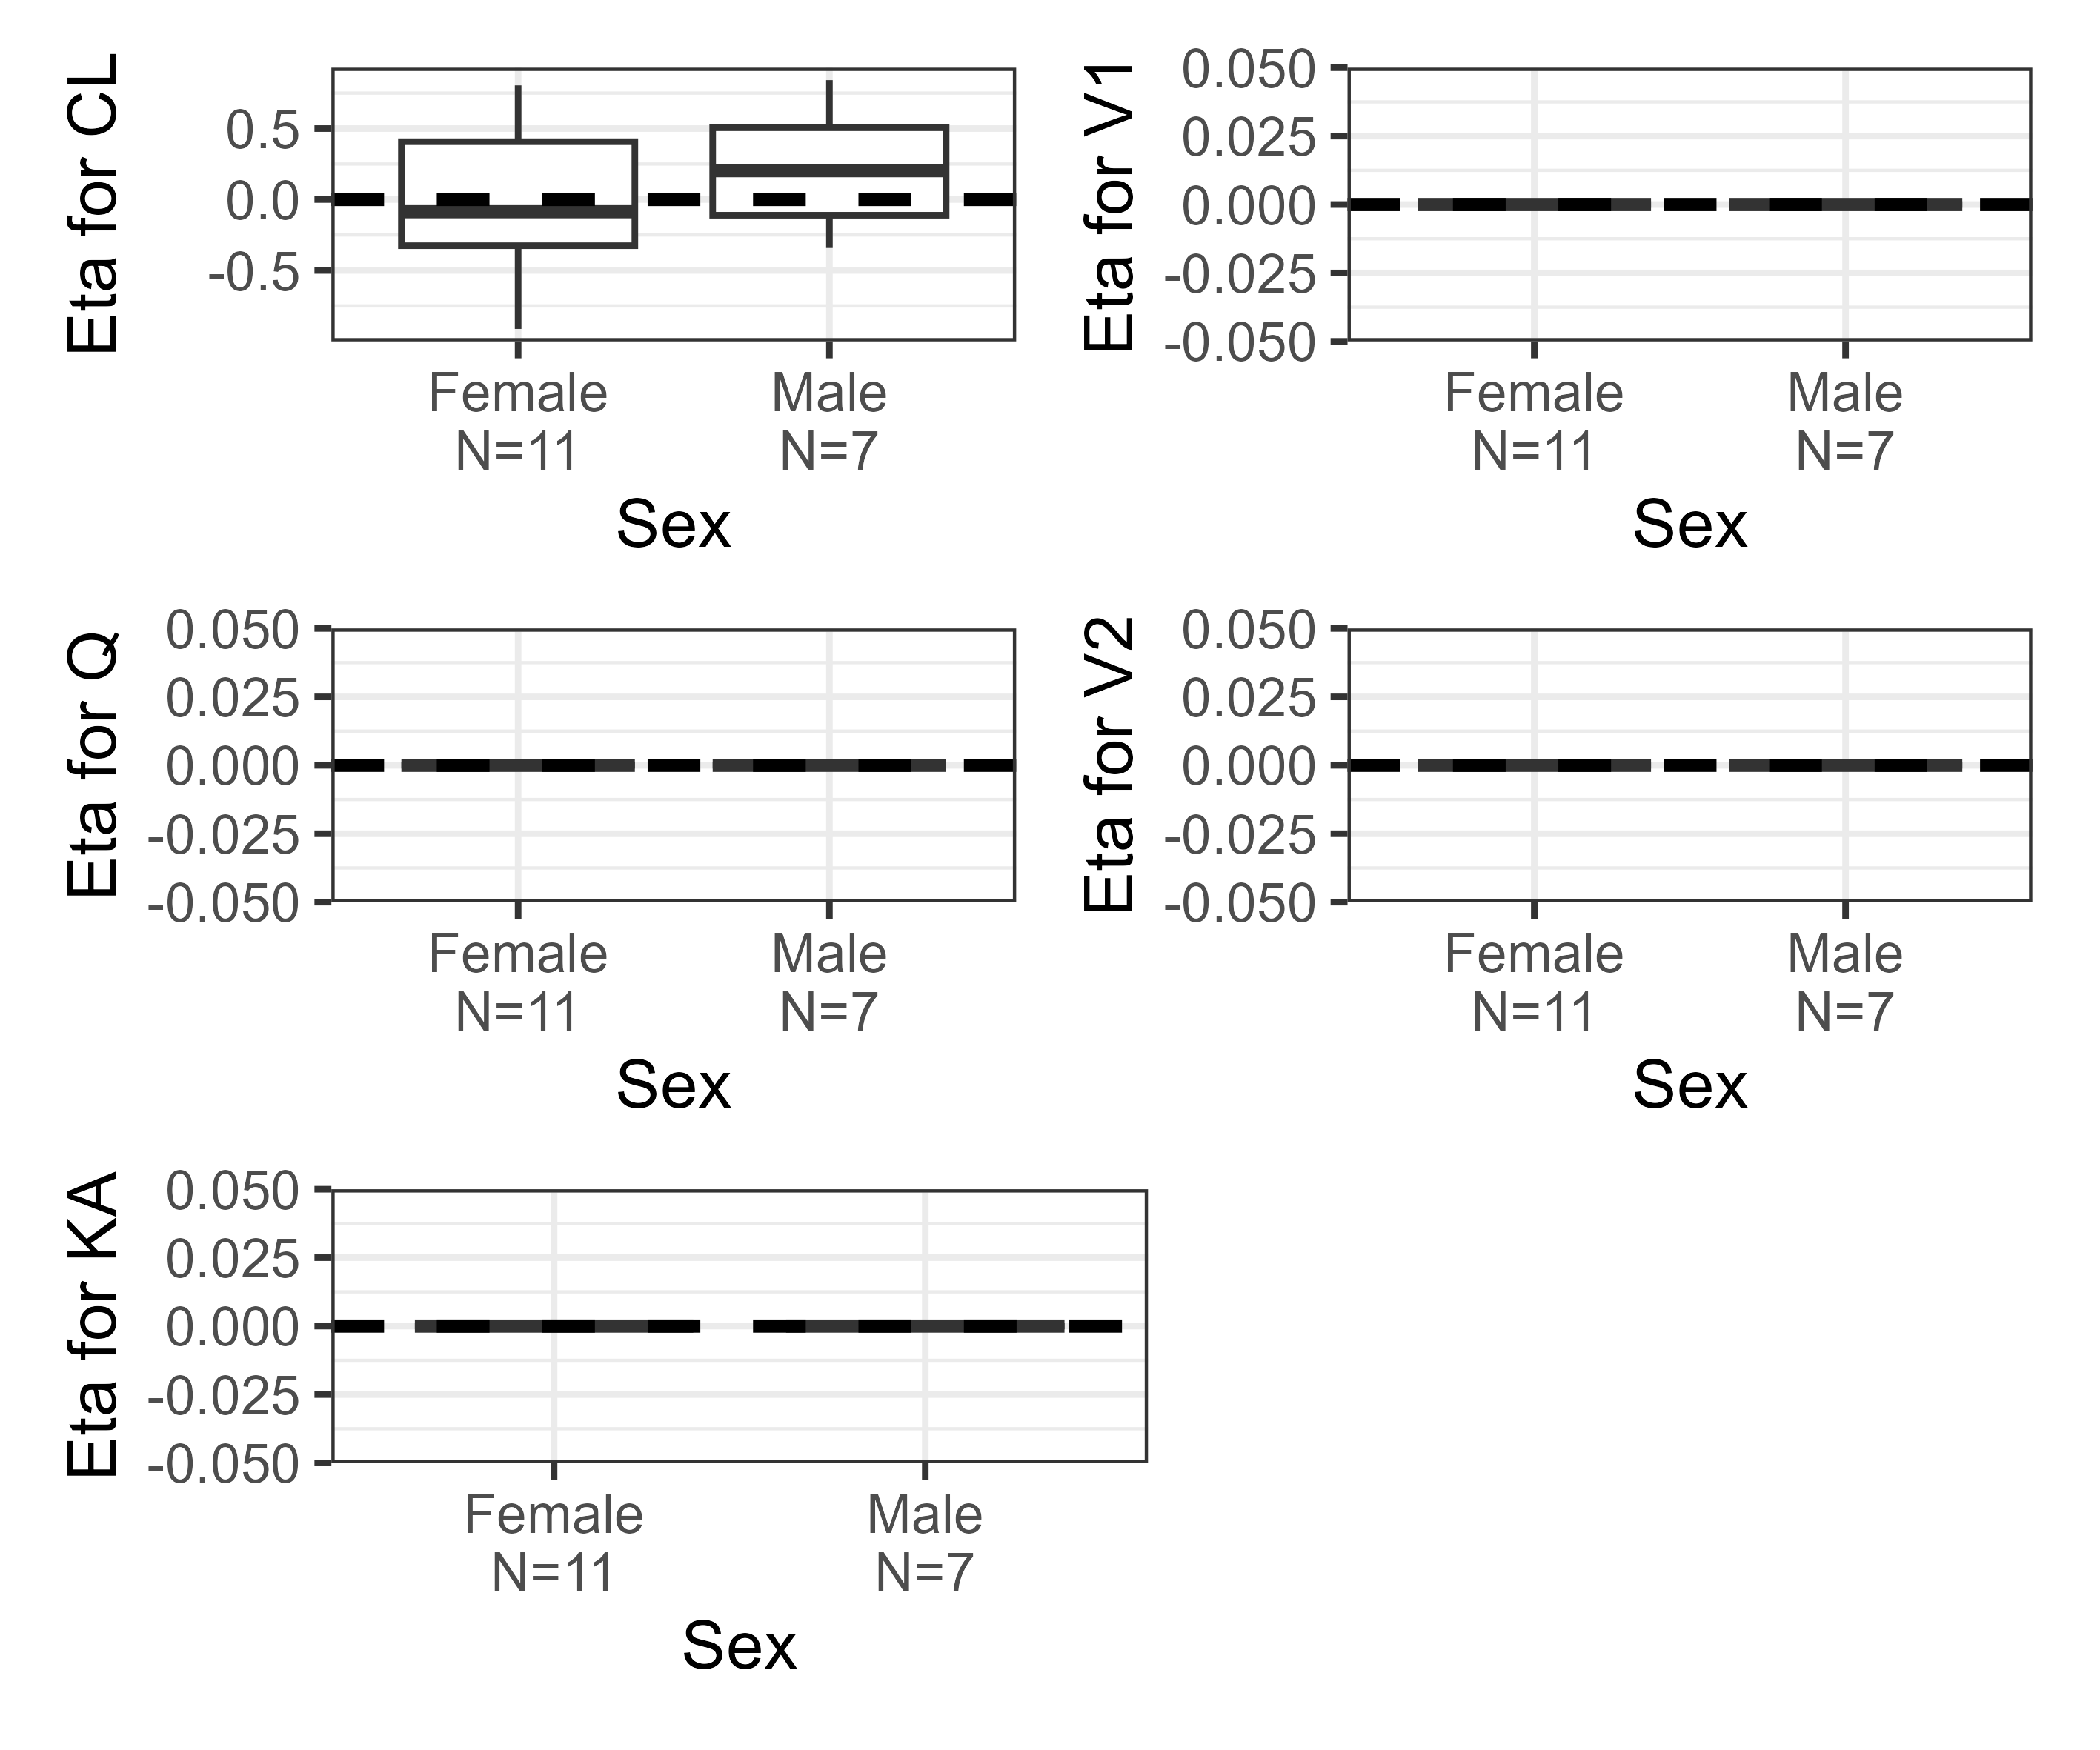 Eta for CL
0.5
0.0
-0.5
Female
N=11
Male
N=7
Sex
Eta for V1
0.050
0.025
0.000
-0.025
-0.050
Female
N=11
Male
N=7
Sex
Eta for Q
0.050
0.025
0.000
-0.025
-0.050
Female
N=11
Male
N=7
Sex
Eta for V2
0.050
0.025
0.000
-0.025
-0.050
Female
N=11
Male
N=7
Sex
Eta for KA
0.050
0.025
0.000
-0.025
-0.050
Female
N=11
Male
N=7
Sex